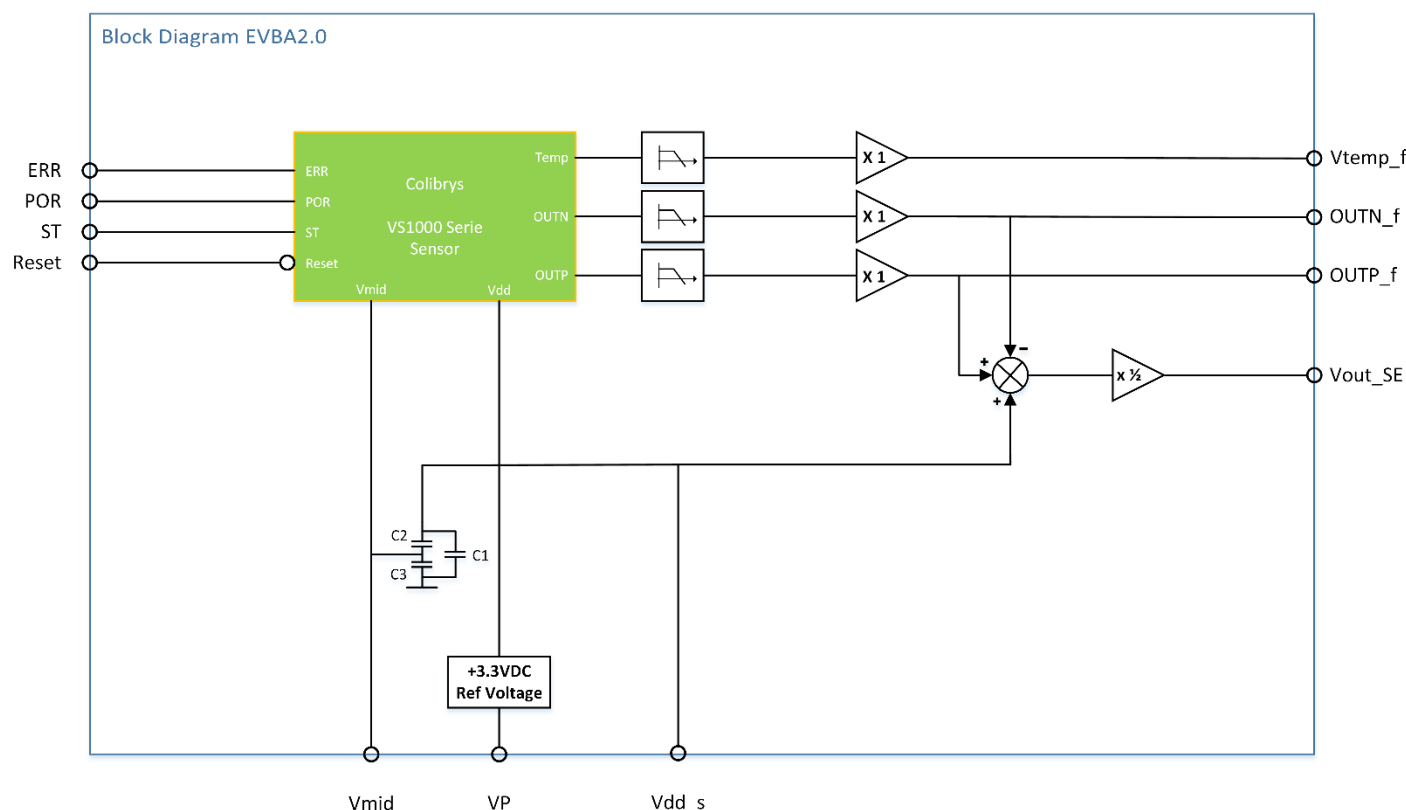 Block Diagram EVBA2.0
ERR
POR
ST
Reset
ERR
POR
ST
Reset
Colibrys
VS1000 Serie
Sensor
Temp
OUTN
OUTP
Vmid
Vdd
X 1
X 1
X 1
Vtemp_f
OUTN_f
OUTP_f
+
−
+
x ½
Vout_SE
C2
C1
C3
+3.3VDC
Ref Voltage
Vmid
VP
Vdd_s